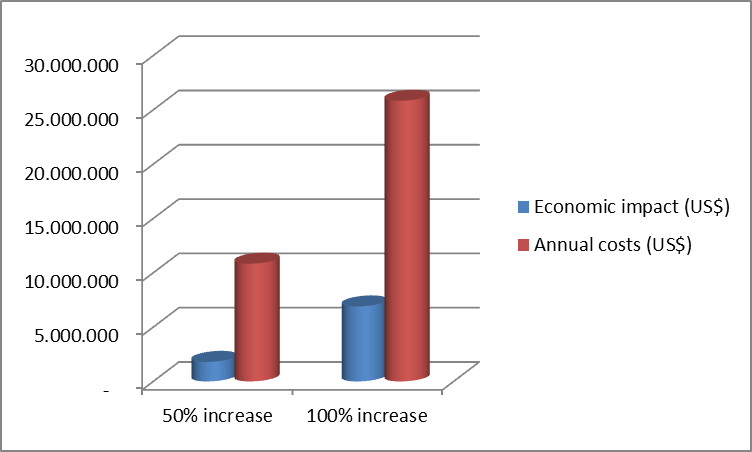 30.000.000
25.000.000
20.000.000
15.000.000
10.000.000
5.000.000
-
50% increase
100% increase
Economic impact (US$)
Annual costs (US$)